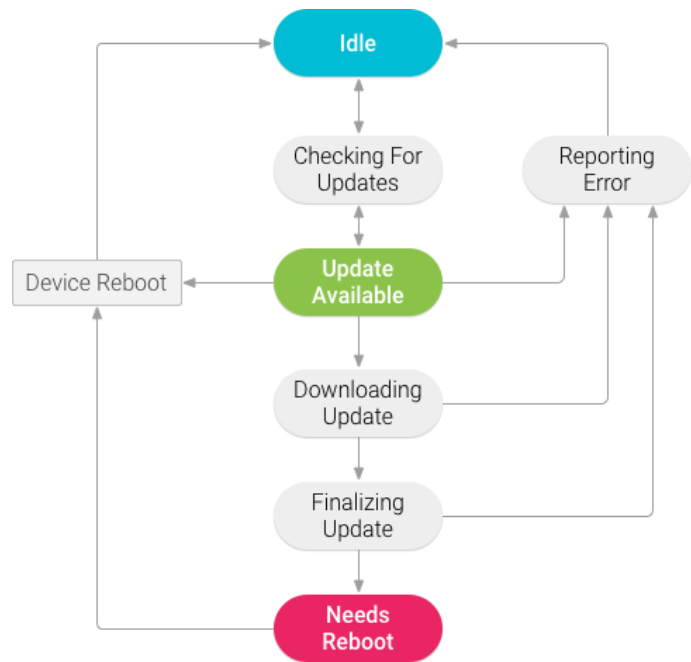 Idle
Checking For
Updates
Reporting
Error
Device Reboot
Update
Available
Downloading
Update
Finalizing
Update
Needs
Reboot